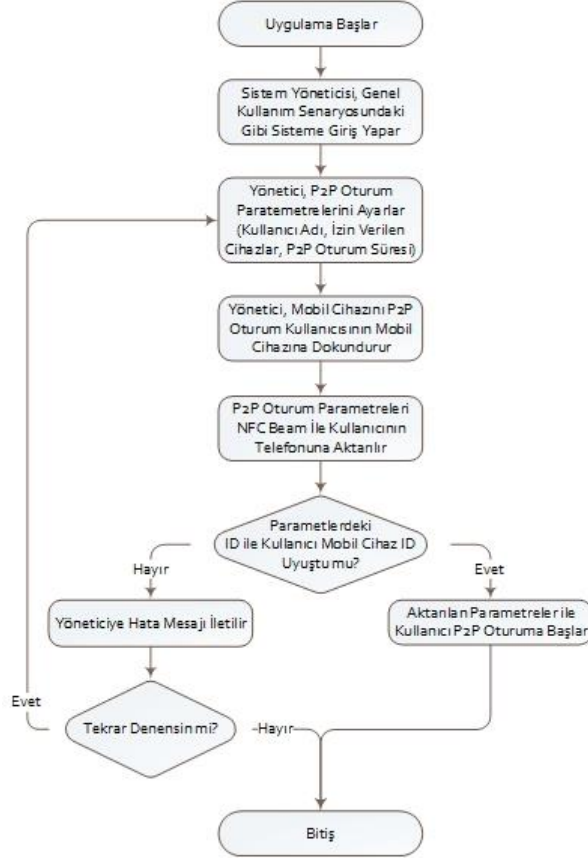 Uygulama Başlar
Sistem Yöneticisi, Genel
Kullanım Senaryosundaki
Gibi Sisteme Giriş Yapar
Yönetici, P2P Oturum
Paratemetrelerini Ayarlar
(Kullanıcı Adı, İzin Verilen
Cihazlar, P2P Oturum Süresi)
Yönetici, Mobil Cihazını P2P
Oturum Kullanıcısının Mobil
Cihazına Dokundurur
P2P Oturum Parametreleri
NFC Beam İle Kullanıcının
Telefonuna Aktarılır
Parametlerdeki
ID ile Kullanıcı Mobil Cihaz ID
Uyuştu mu?
Hayır
Evet
Yöneticiye Hata Mesajı İletilir
Aktarılan Parametreler ile
Kullanıcı P2P Oturuma Başlar
Evet
Tekrar Denensin mi?
Hayır
Bitiş